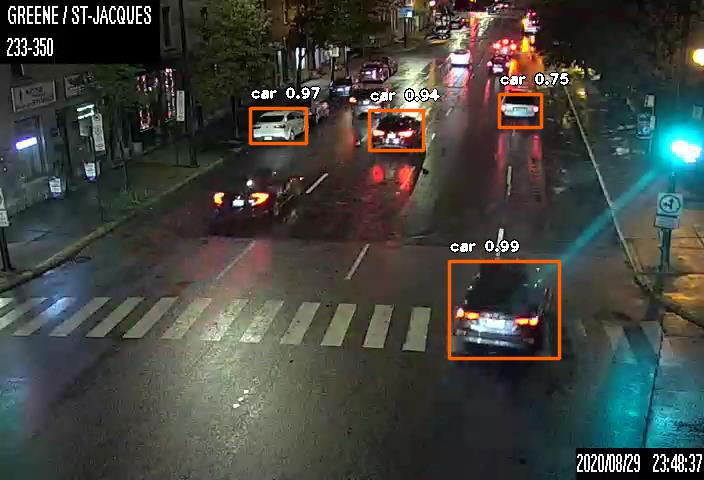 GREENE / ST-JACQUES
233-350
car 0.97
car 0.94
car 0.75
car 0.99
2020/08/29 23:48:37